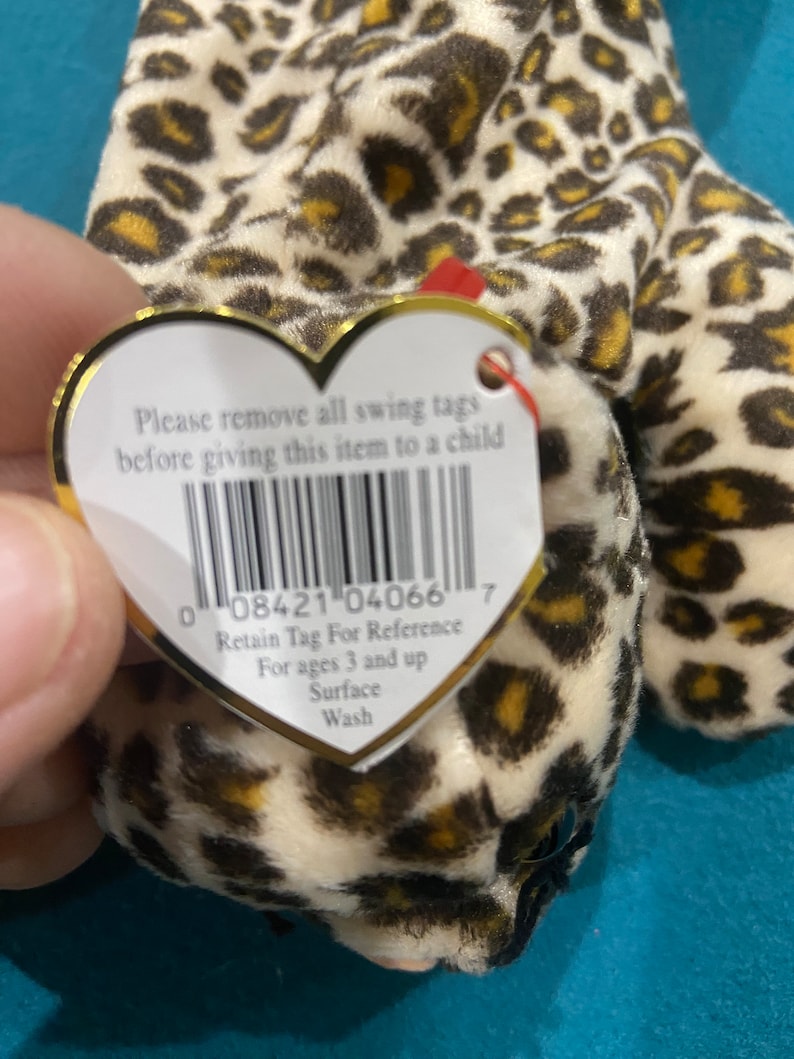 Please remove all swing tags
before giving this item to a child
0 08421 04066 7
Retain Tag For Reference
For ages 3 and up
Surface
Wash